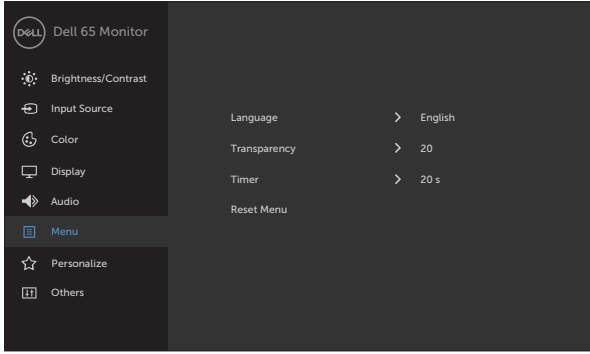 DELL
Dell 65 Monitor
Brightness/Contrast
Input Source
Color
Display
Audio
Menu
Personalize
Others
Language > English
Transparency > 20
Timer > 20 s
Reset Menu